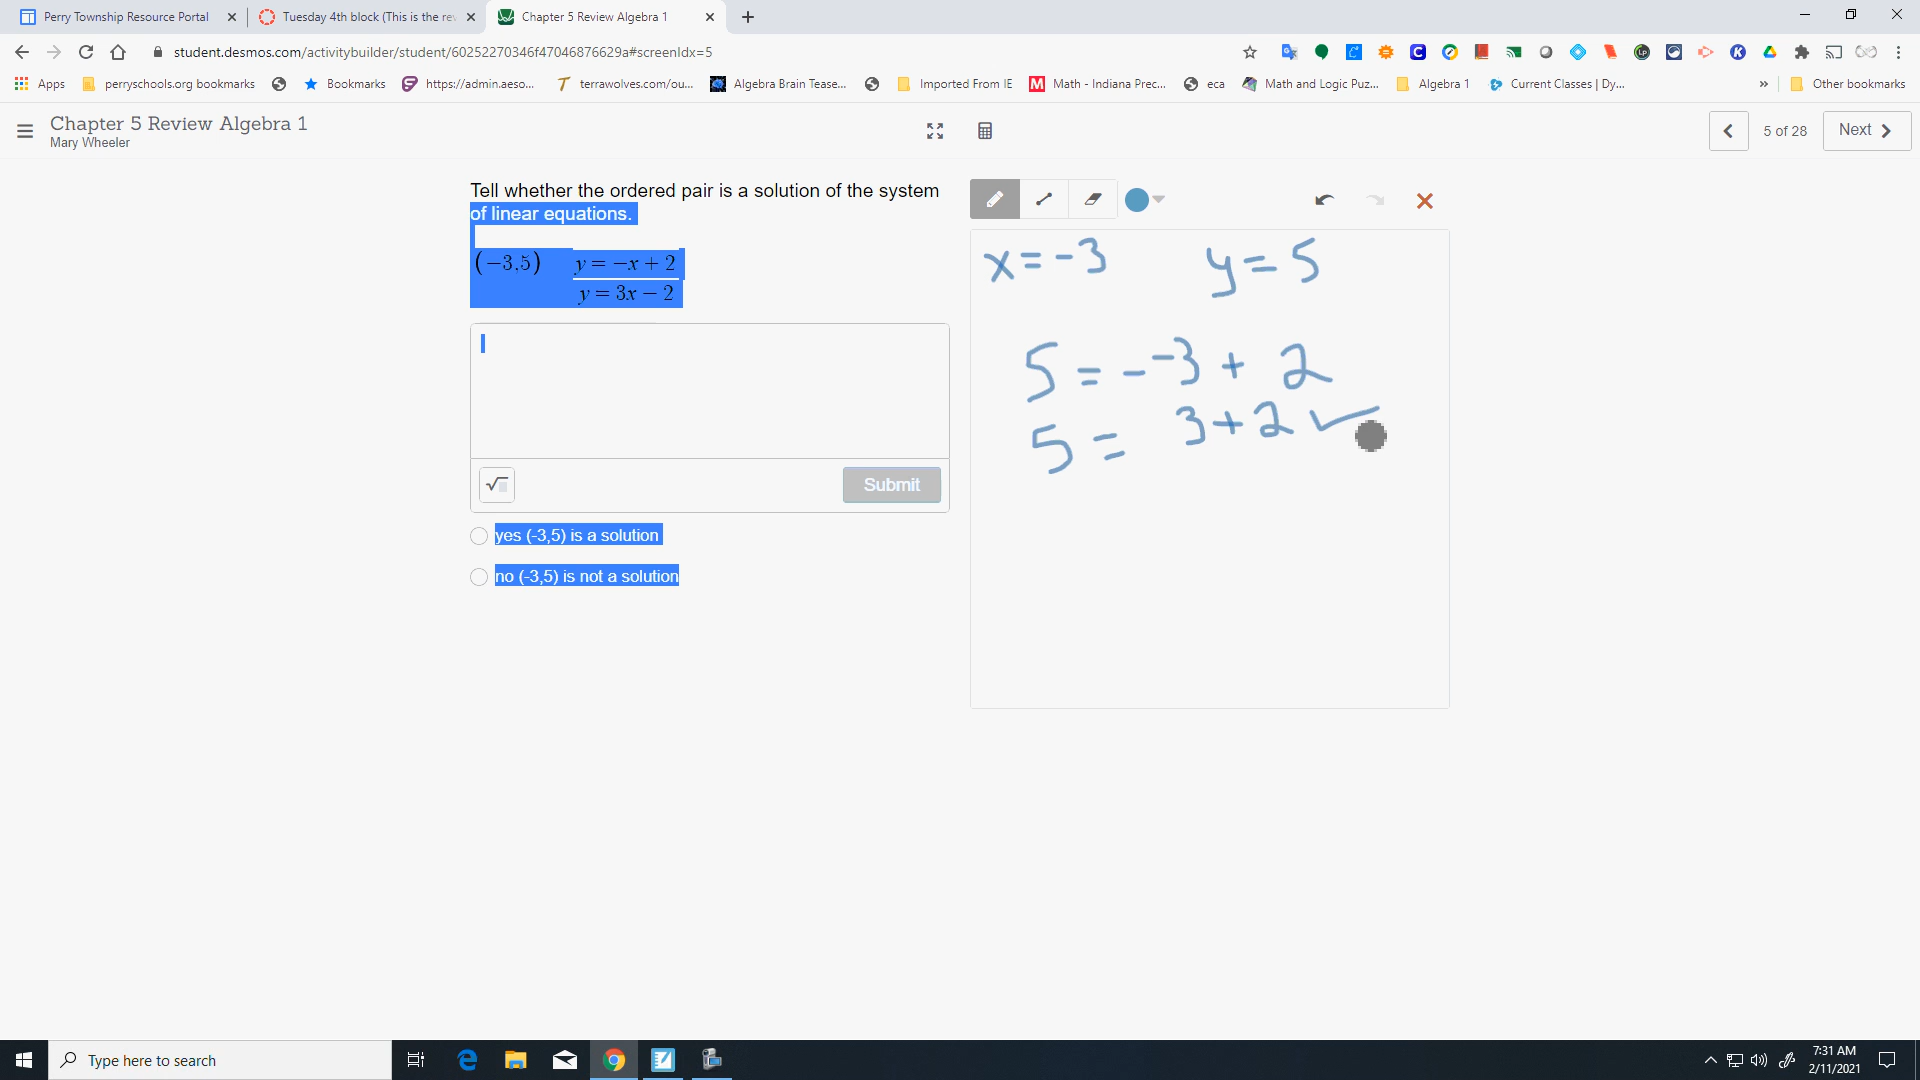 Perry Township Resource Portal
Tuesday 4th block (This is the re
Chapter 5 Review Algebra 1
student.desmos.com/activitybuilder/student/60252270346f47046876629a#screenIdx=5
Apps
perryschools.org bookmarks
Bookmarks
https://admin.aeso...
terrawolves.com/ou...
Algebra Brain Tease...
Imported From IE
Math - Indiana Prec...
eca
Math and Logic Puz...
Algebra 1
Current Classes | Dy...
»
Other bookmarks
Chapter 5 Review Algebra 1
Mary Wheeler
5 of 28
Next
Tell whether the ordered pair is a solution of the system
of linear equations.
(−3,5) y = −x + 2
y = 3x − 2
Submit
yes (-3,5) is a solution
no (-3,5) is not a solution
x = -3 y = 5
5 = - -3 + 2
5 = 3 + 2 ✓
Type here to search
7:31 AM
2/11/2021